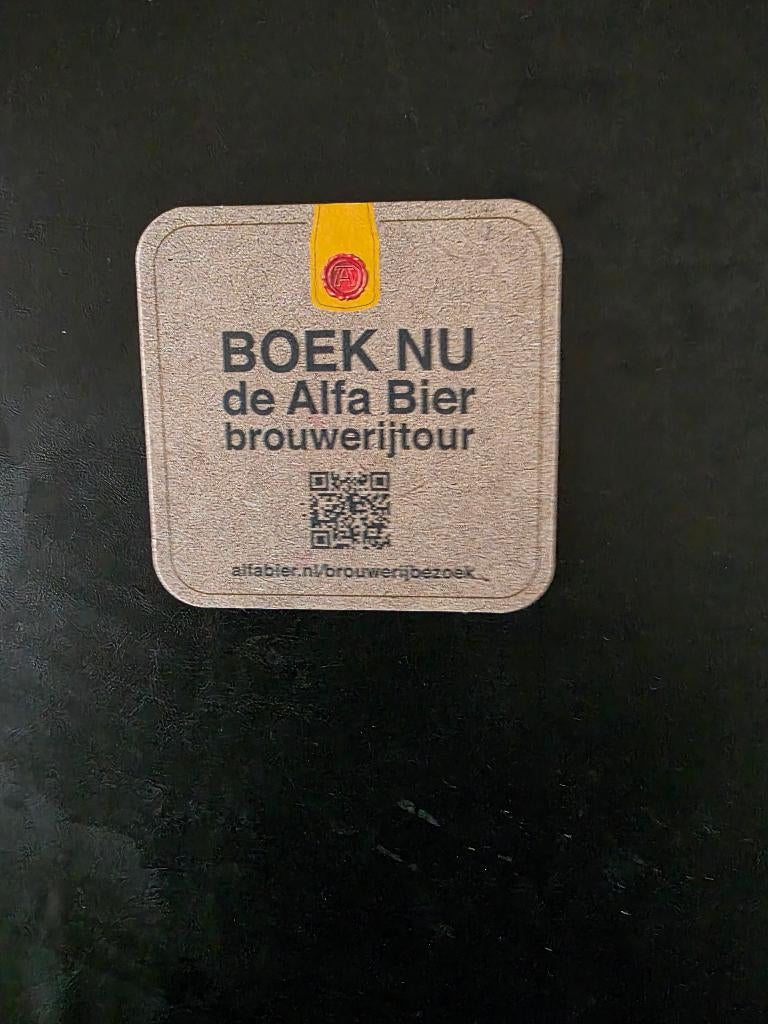 A
BOEK NU
de Alfa Bier
brouwerijtour
alfabier.nl/brouwerijbezoek